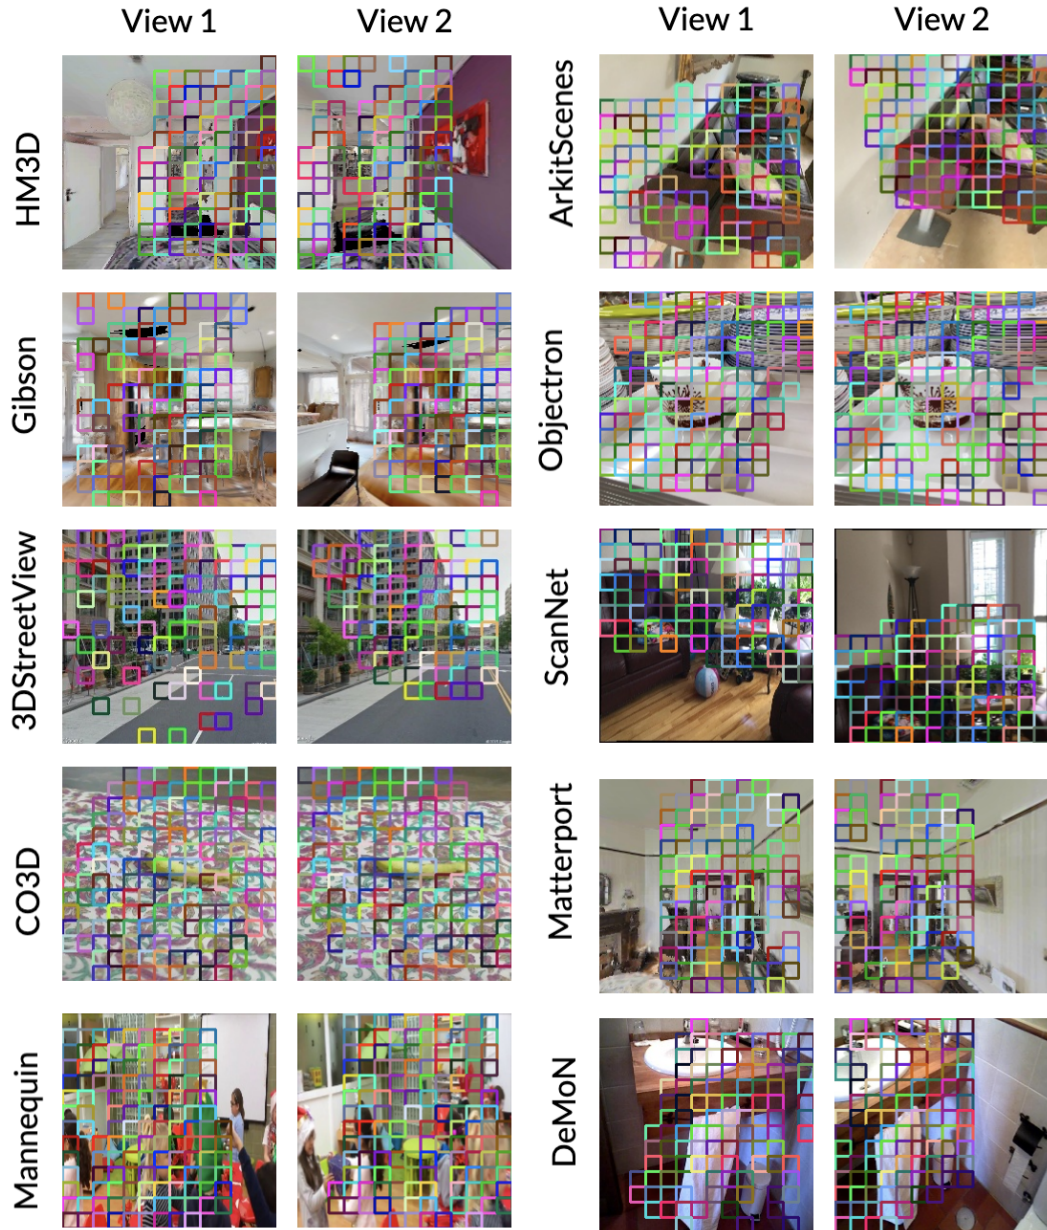 View 1
View 2
View 1
View 2
HM3D
ArkitScenes
Gibson
Objectron
3DStreetView
ScanNet
CO3D
Matterport
Mannequin
DeMoN